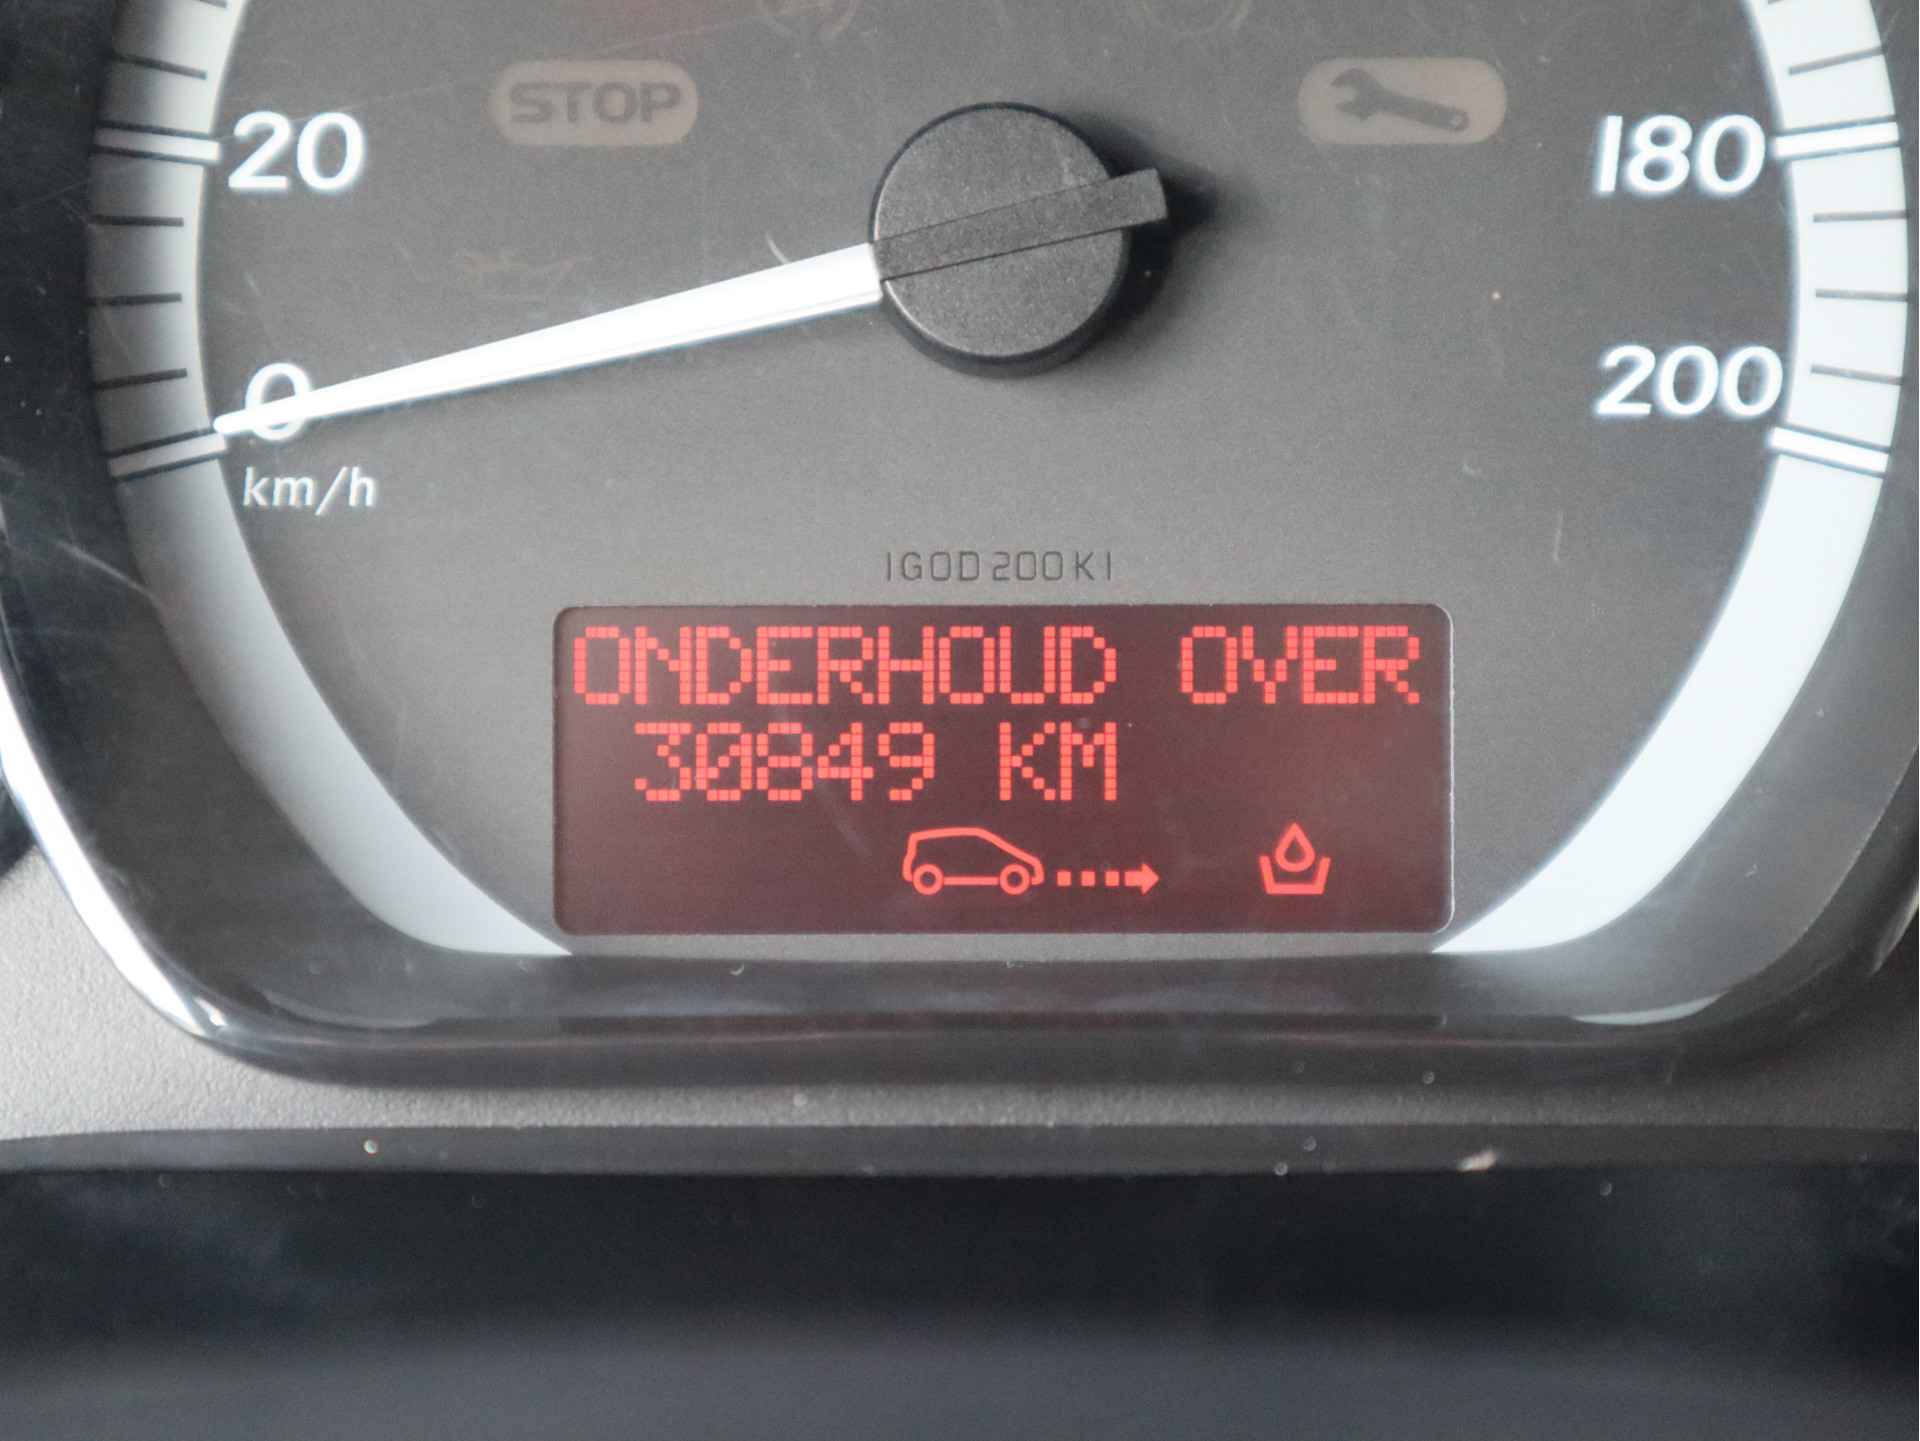 STOP
20
180
0
200
km/h
IGOD200KI
ONDERHOUD OVER
30849 KM